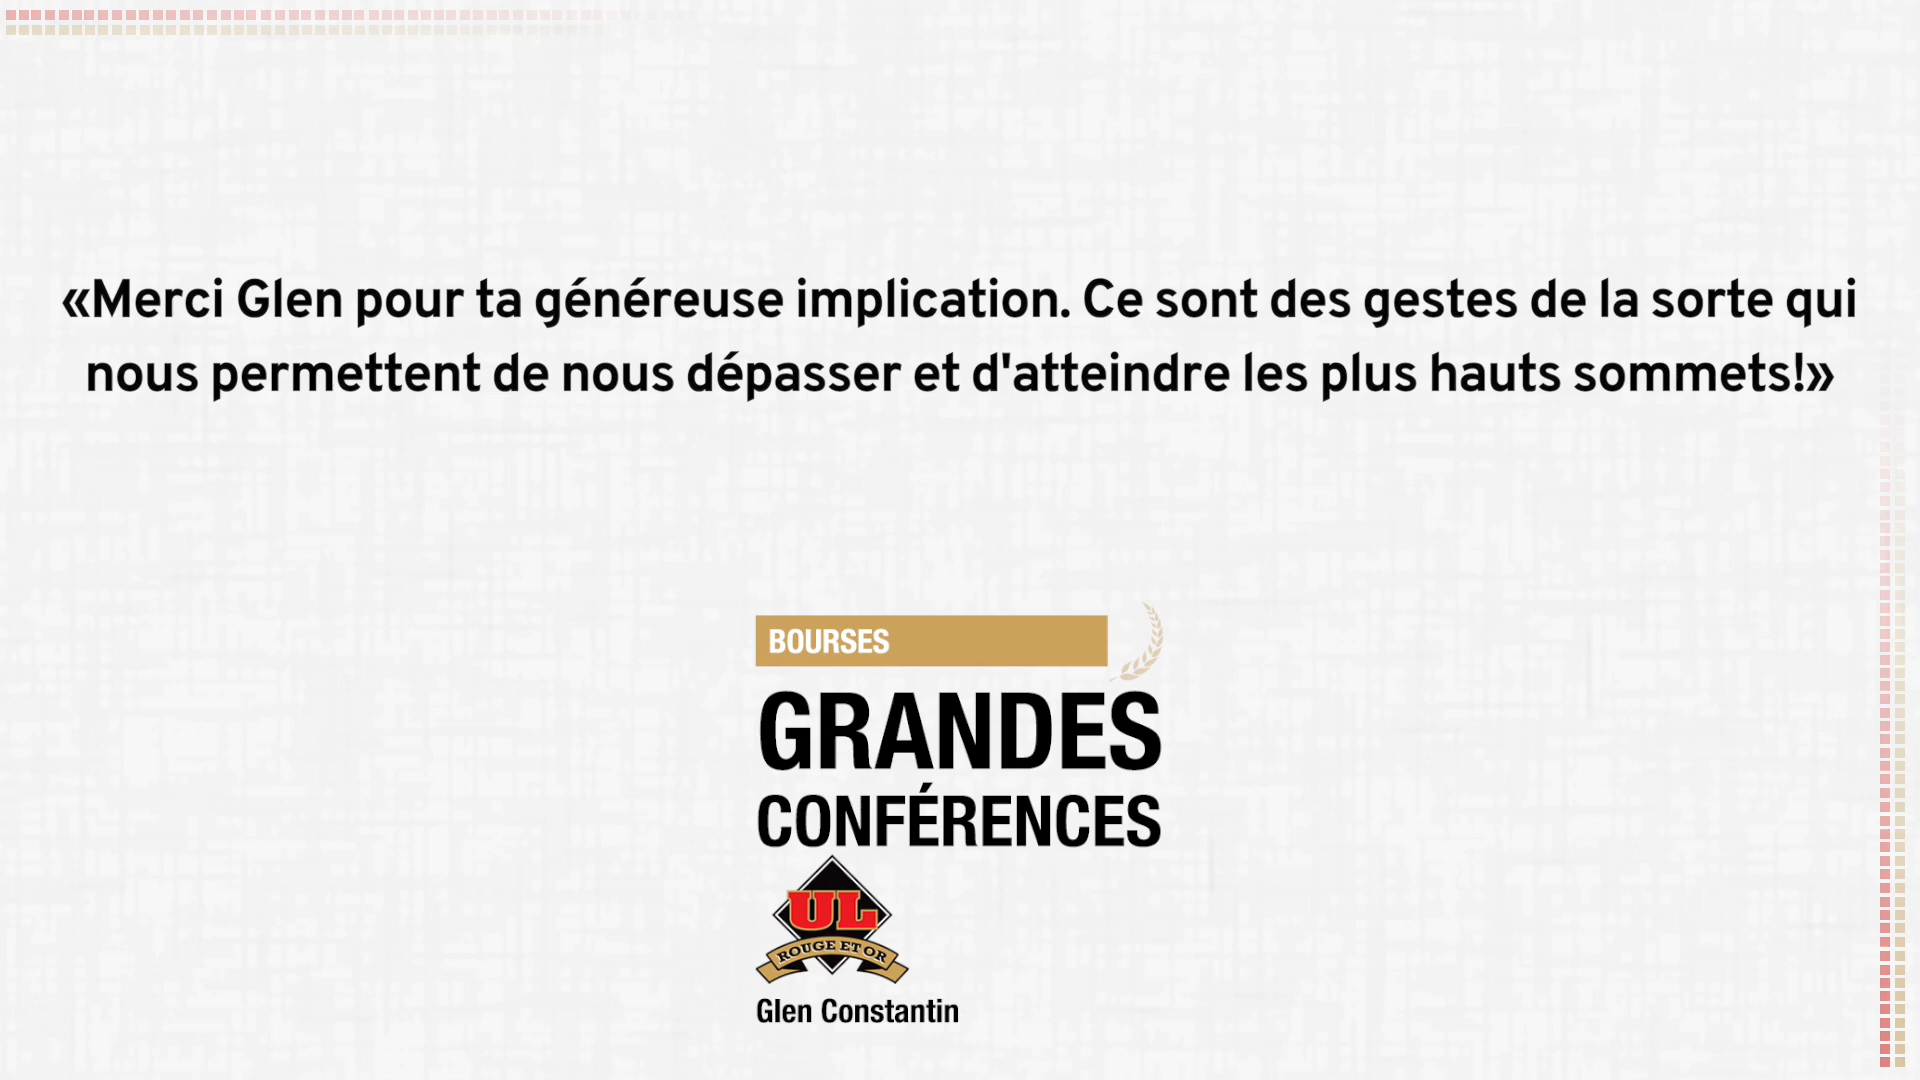 «Merci Glen pour ta généreuse implication. Ce sont des gestes de la sorte qui
nous permettent de nous dépasser et d'atteindre les plus hauts sommets!»
BOURSES
GRANDES
CONFÉRENCES
UL
ROUGE ET OR
Glen Constantin